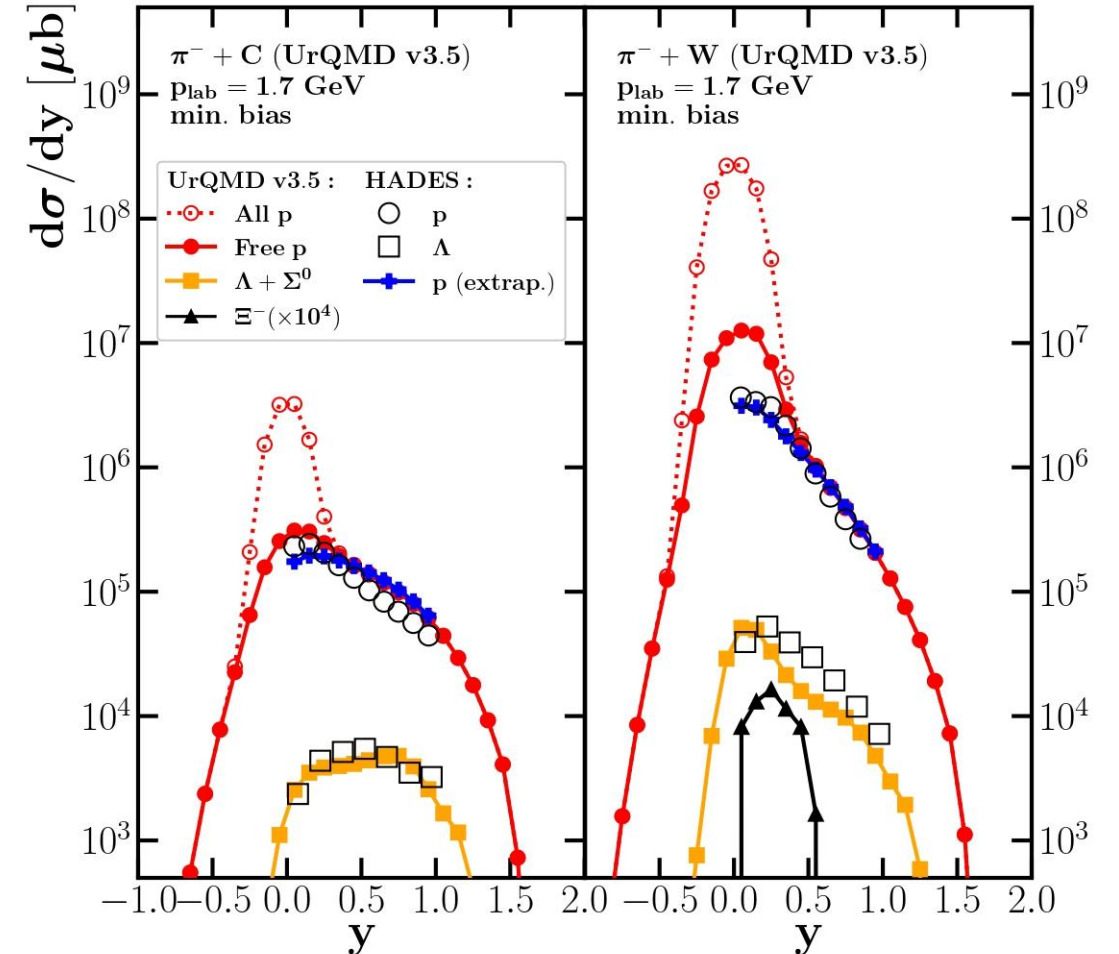 dσ/dy [μb]
π⁻ + C (UrQMD v3.5)
p_lab = 1.7 GeV
min. bias
π⁻ + W (UrQMD v3.5)
p_lab = 1.7 GeV
min. bias
UrQMD v3.5 : HADES :
All p
Free p
Λ + Σ⁰
Ξ⁻(×10⁴)
p
Λ
p (extrap.)
10⁹
10⁸
10⁷
10⁶
10⁵
10⁴
10³
10⁹
10⁸
10⁷
10⁶
10⁵
10⁴
10³
−1.0 −0.5 0.0 0.5 1.0 1.5 2.0 −0.5 0.0 0.5 1.0 1.5 2.0
y y